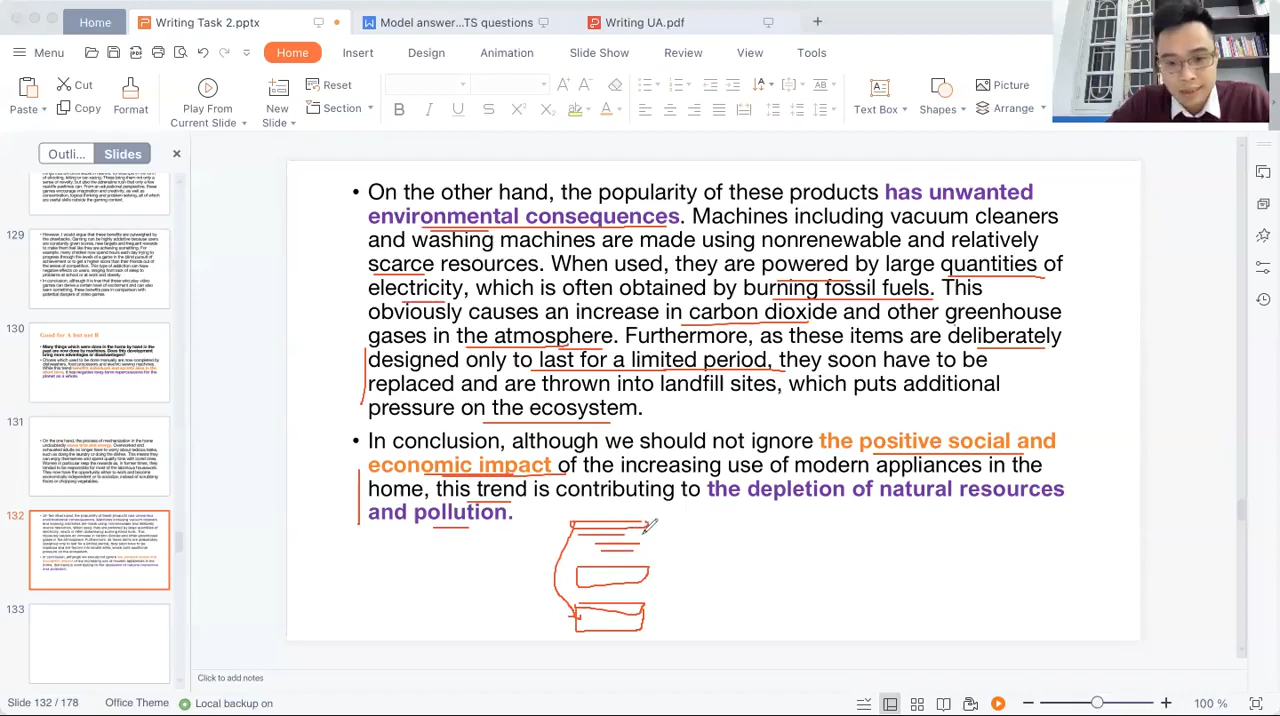 Home
Writing Task 2.pptx
Model answer...TS questions
Writing UA.pdf
Menu
Home
Insert
Design
Animation
Slide Show
Review
View
Tools
Cut
Paste
Copy
Format
Play From
Current Slide
New
Slide
Reset
Section
Text Box
Shapes
Picture
Arrange
Outli...
Slides
129
130
Good for A but not B
131
132
133
• On the other hand, the popularity of these products has unwanted
environmental consequences. Machines including vacuum cleaners
and washing machines are made using nonrenewable and relatively
scarce resources. When used, they are powered by large quantities of
electricity, which is often obtained by burning fossil fuels. This
obviously causes an increase in carbon dioxide and other greenhouse
gases in the atmosphere. Furthermore, as these items are deliberately
designed only to last for a limited period, they soon have to be
replaced and are thrown into landfill sites, which puts additional
pressure on the ecosystem.
• In conclusion, although we should not ignore the positive social and
economic impact of the increasing use of modern appliances in the
home, this trend is contributing to the depletion of natural resources
and pollution.
Click to add notes
Slide 132 / 178
Office Theme
Local backup on
100 %